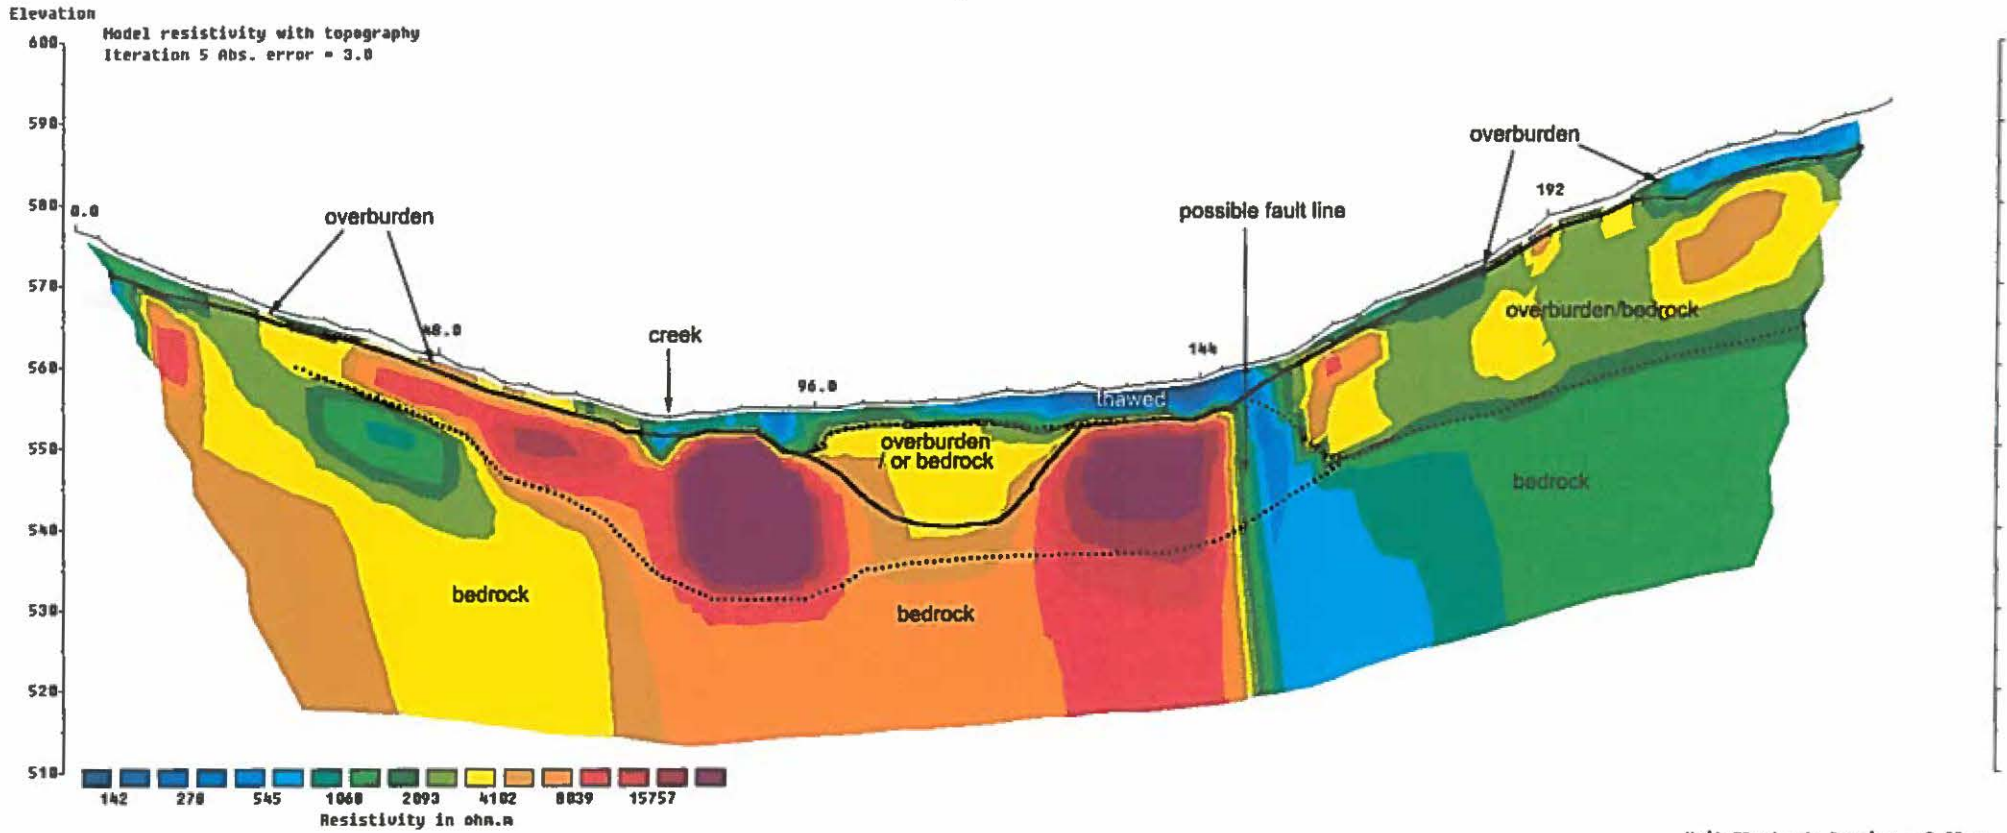 Elevation
Model resistivity with topography
Iteration 5 Abs. error = 3.0
600
590
580
570
560
550
540
530
520
510
0.0
48.0
96.0
144
192
overburden
creek
possible fault line
overburden
thawed
overburden
/ or bedrock
overburden/bedrock
bedrock
bedrock
bedrock
142 278 545 1068 2093 4102 8039 15757
Resistivity in ohm.m